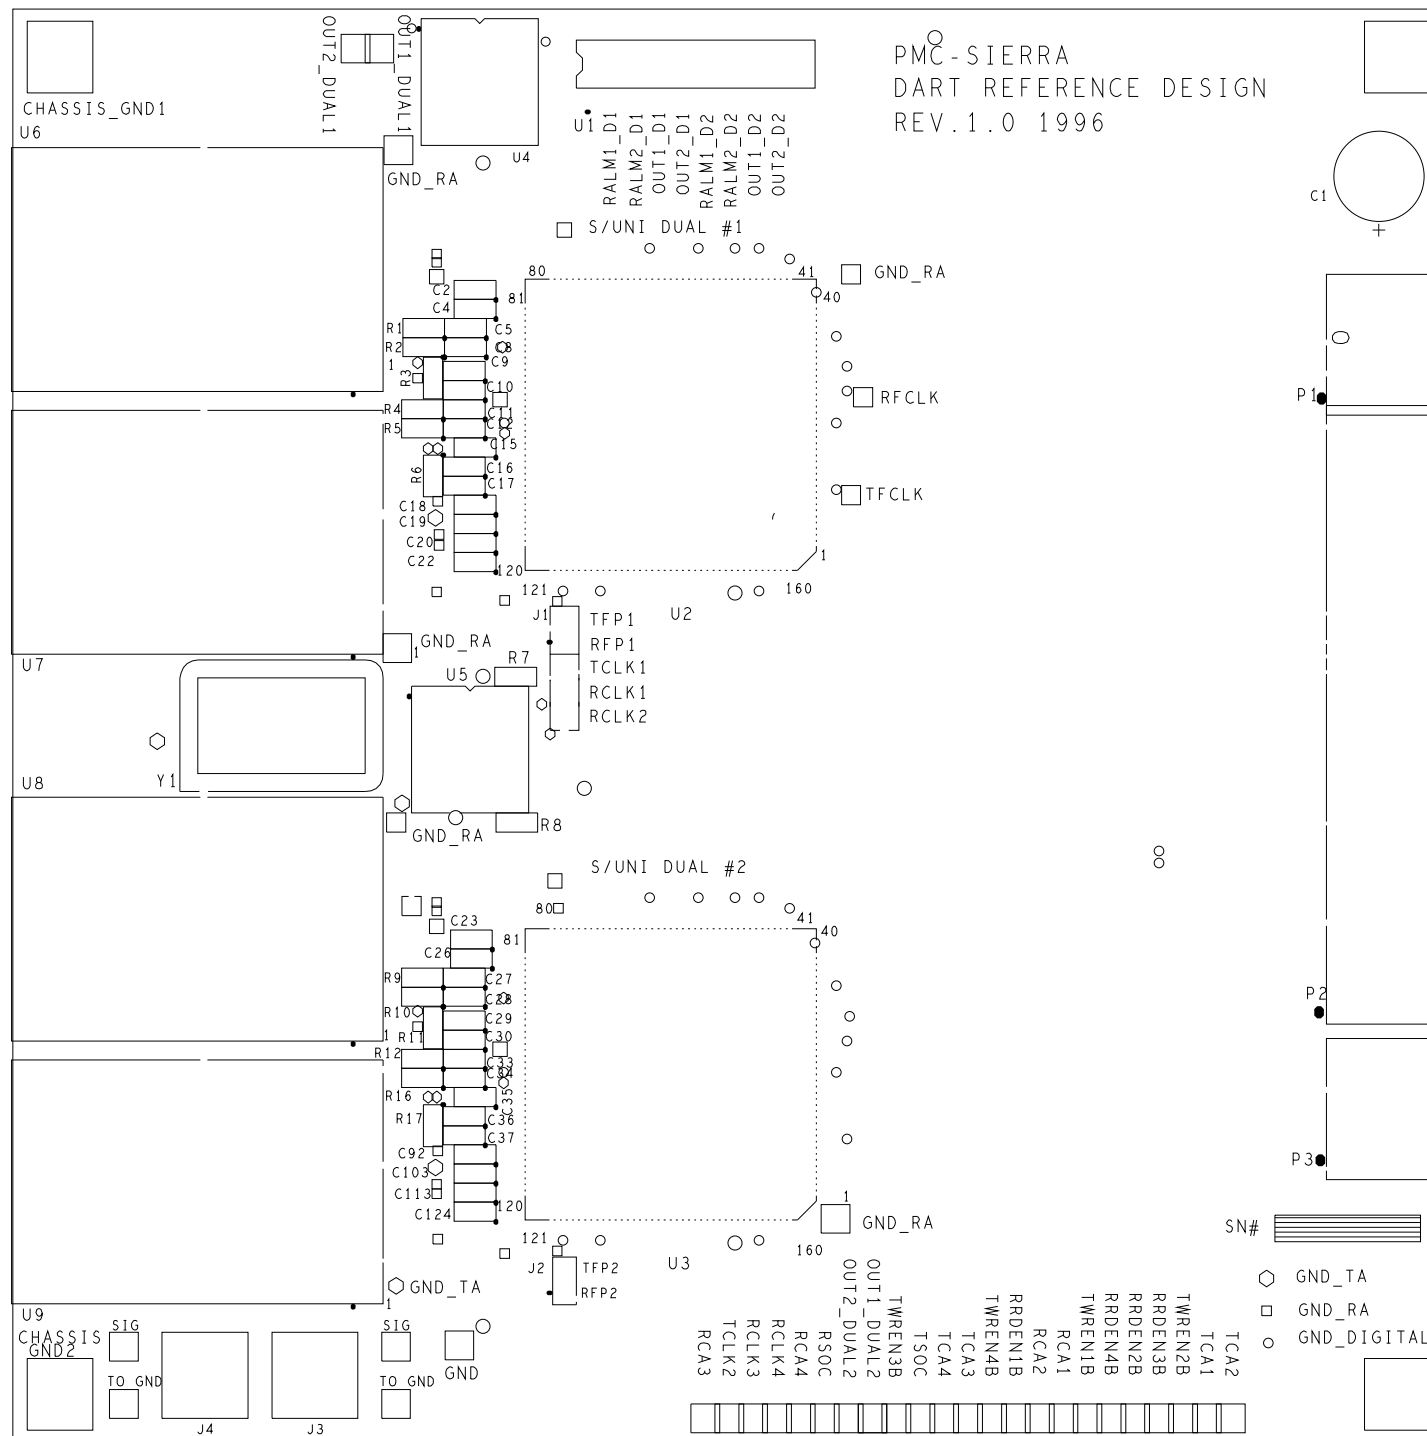 OUT2_DUAL1
OUT1_DUAL1
PMC-SIERRA
DART REFERENCE DESIGN
REV.1.0 1996
CHASSIS_GND1
U6
U4
U1
RALM1_D1
RALM2_D1
OUT1_D1
OUT2_D1
RALM1_D2
RALM2_D2
OUT1_D2
OUT2_D2
GND_RA
C1
+
S/UNI DUAL #1
80
41
GND_RA
81
40
C2
C4
R1
C5
R2
C8
1
C9
R3
C10
R4
C11
R5
C12
C15
R6
C16
C17
C18
C19
C20
C22
RFCLK
TFCLK
P1
120
1
121
160
J1
U2
TFP1
RFP1
TCLK1
RCLK1
RCLK2
GND_RA
1
U7
U5
R7
Y1
U8
GND_RA
R8
S/UNI DUAL #2
80
41
81
40
C23
C26
R9
C27
C28
R10
C29
R11
C30
1
R12
C33
C34
R16
C35
R17
C36
C37
C92
C103
C113
C124
P2
P3
120
1
GND_RA
121
160
J2
U3
TFP2
RFP2
GND_TA
1
SN#
GND_TA
GND_RA
GND_DIGITAL
U9
CHASSIS
GND2
SIG
TO GND
J4
J3
SIG
TO GND
GND
RCA3
TCLK2
RCLK3
RCLK4
RCA4
RSOC
OUT2_DUAL2
OUT1_DUAL2
TWREN3B
TSOC
TCA4
TCA3
TWREN4B
RRDEN1B
RCA2
RCA1
TWREN1B
RRDEN4B
RRDEN2B
RRDEN3B
TWREN2B
TCA1
TCA2